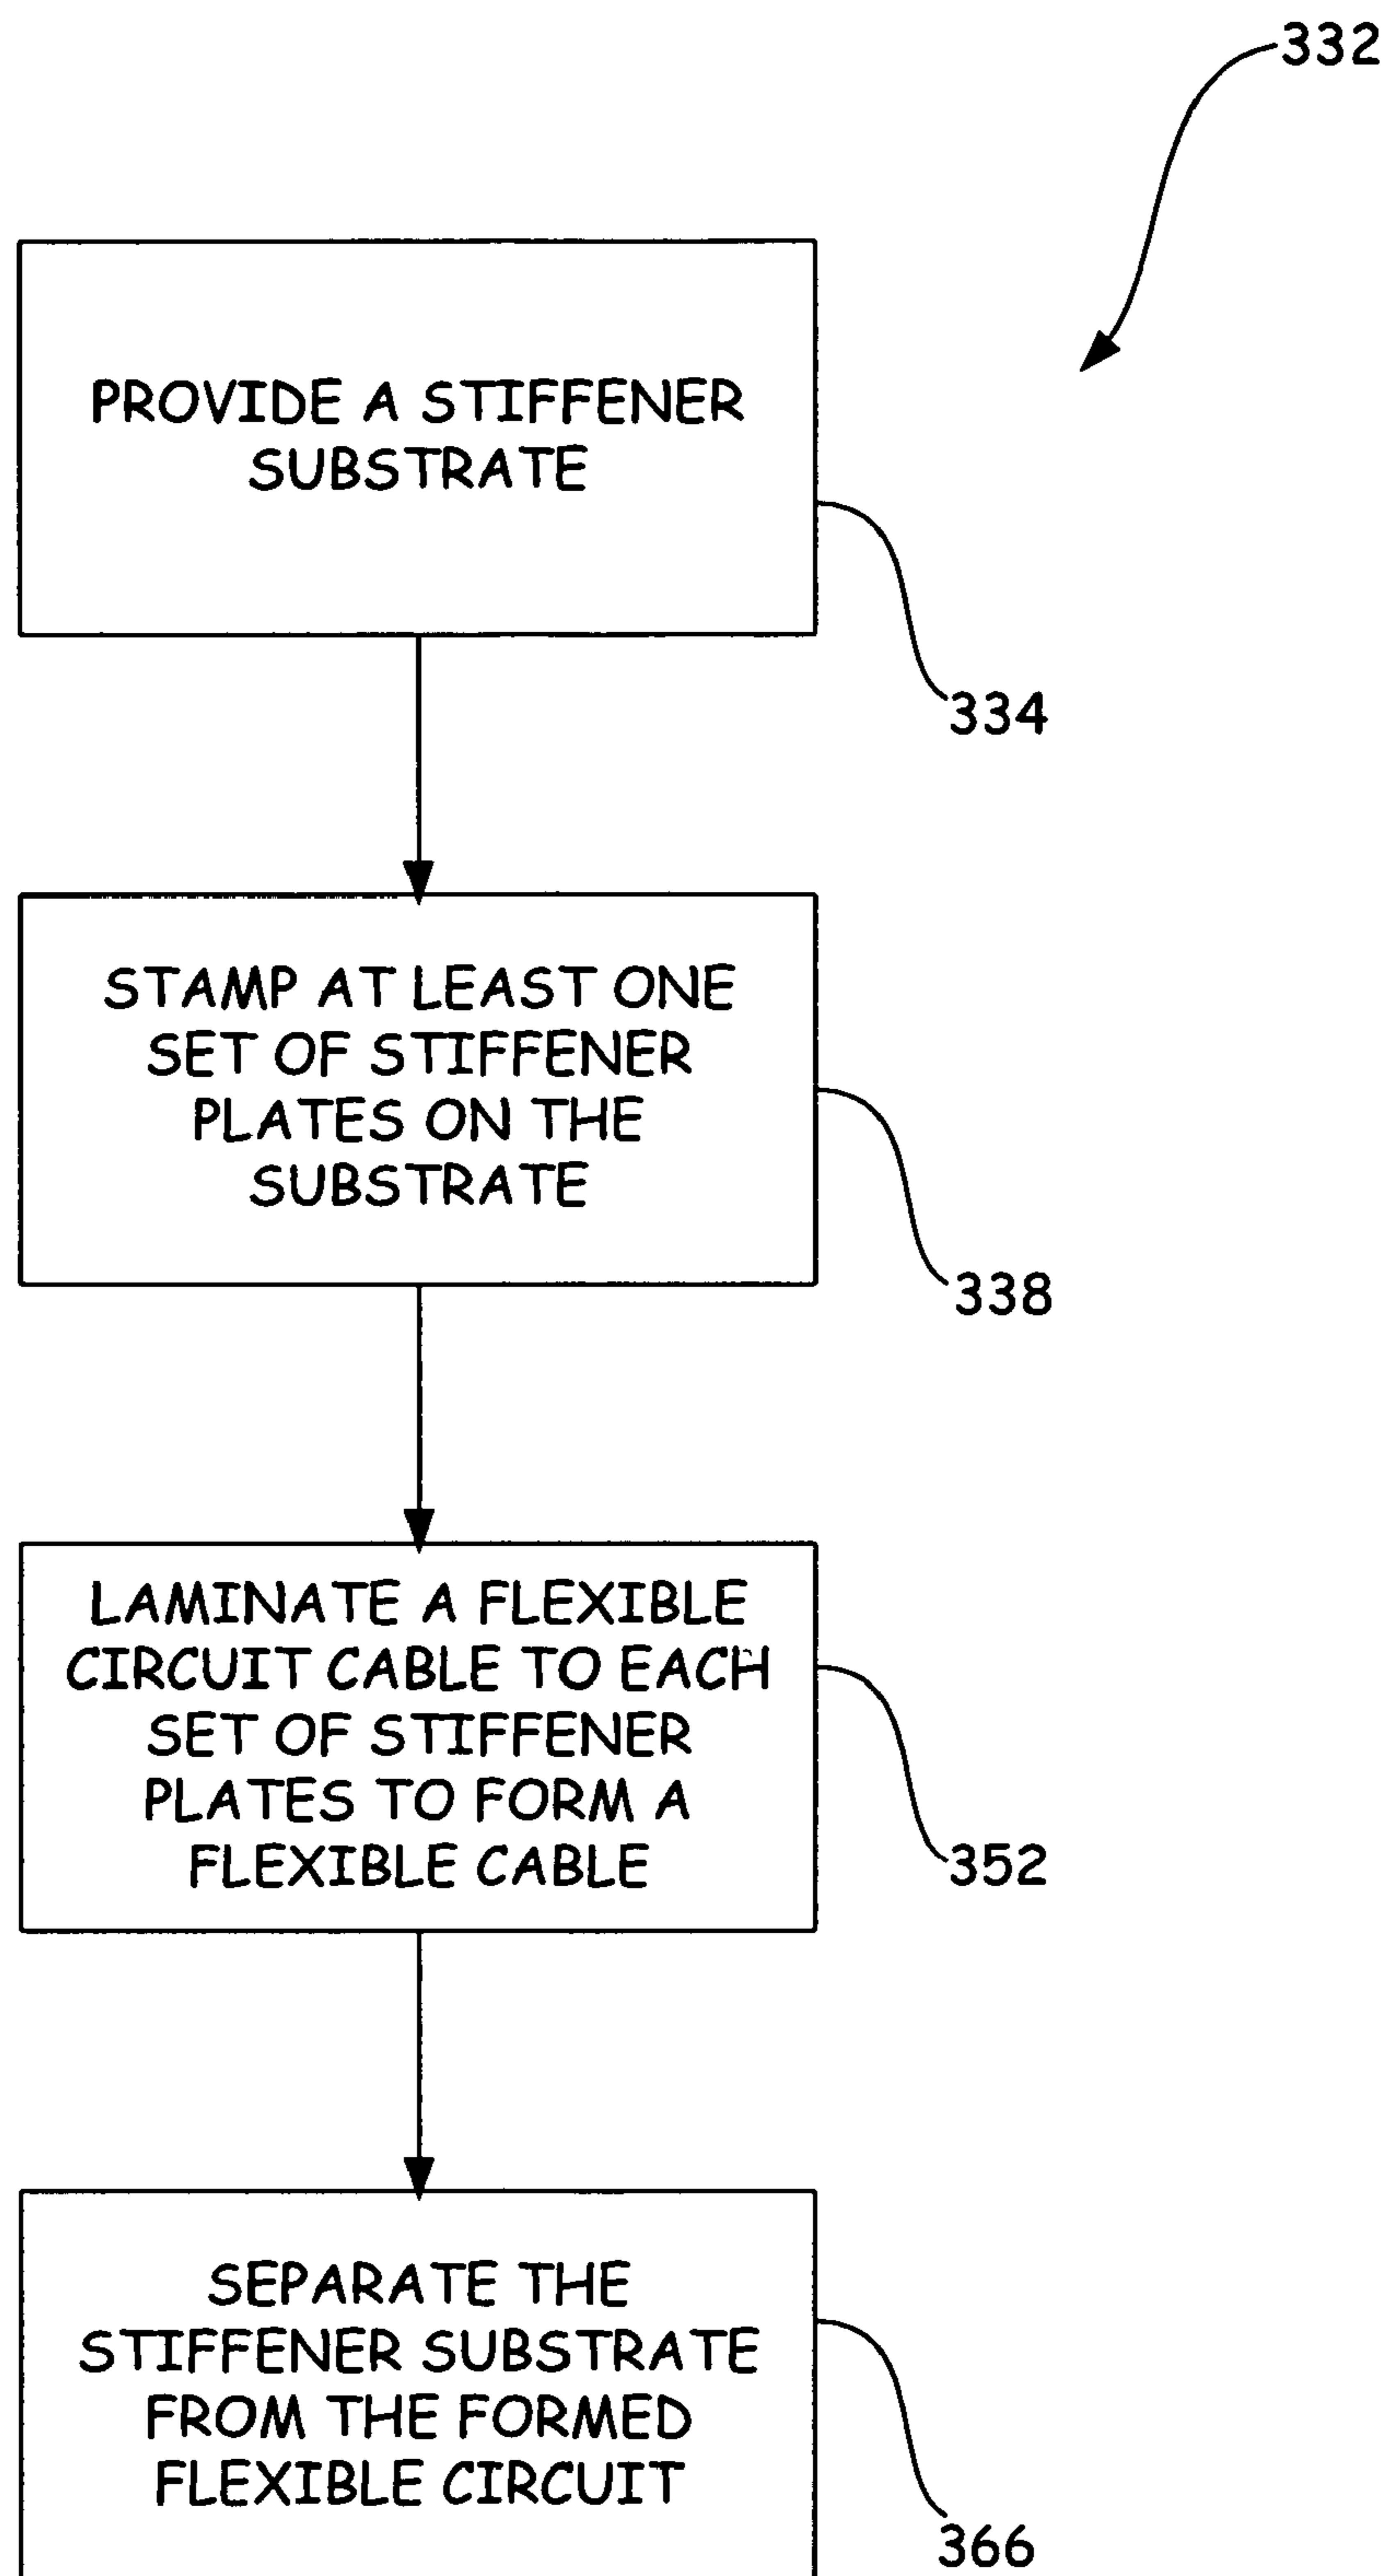 332
PROVIDE A STIFFENER
SUBSTRATE
334
STAMP AT LEAST ONE
SET OF STIFFENER
PLATES ON THE
SUBSTRATE
338
LAMINATE A FLEXIBLE
CIRCUIT CABLE TO EACH
SET OF STIFFENER
PLATES TO FORM A
FLEXIBLE CABLE
352
SEPARATE THE
STIFFENER SUBSTRATE
FROM THE FORMED
FLEXIBLE CIRCUIT
366